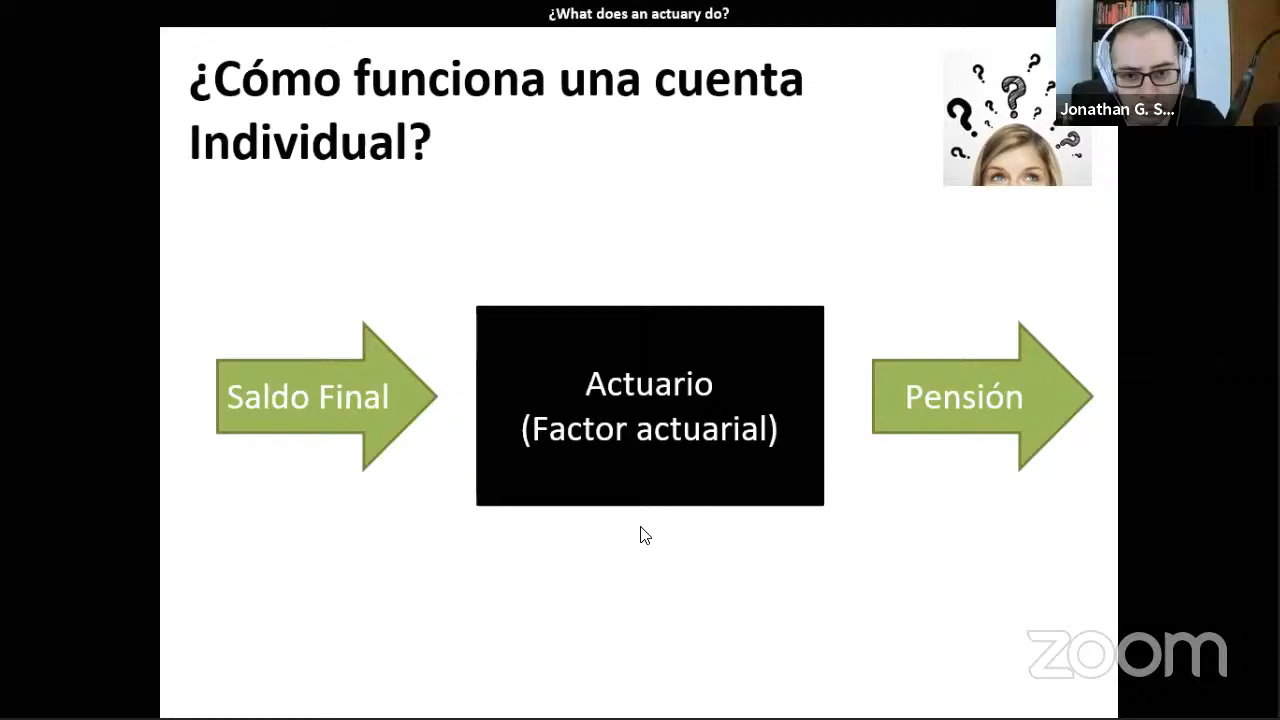 ¿What does an actuary do?
¿Cómo funciona una cuenta
Individual?
Jonathan G. S...
Saldo Final
Actuario
(Factor actuarial)
Pensión
zoom